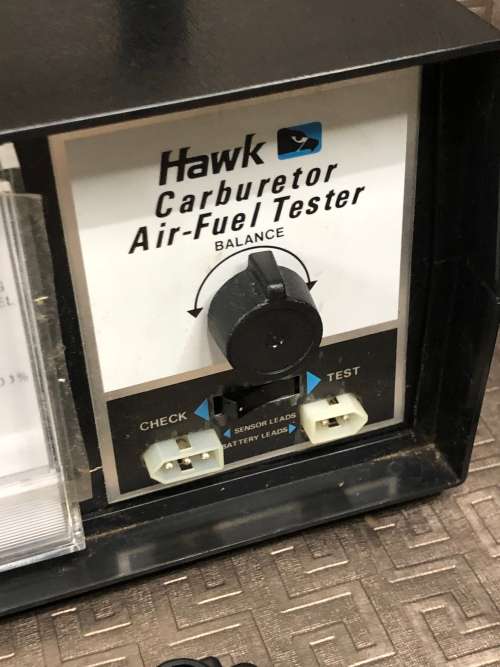 Hawk
Carburetor
Air-Fuel Tester
BALANCE
CHECK
TEST
SENSOR LEADS
BATTERY LEADS